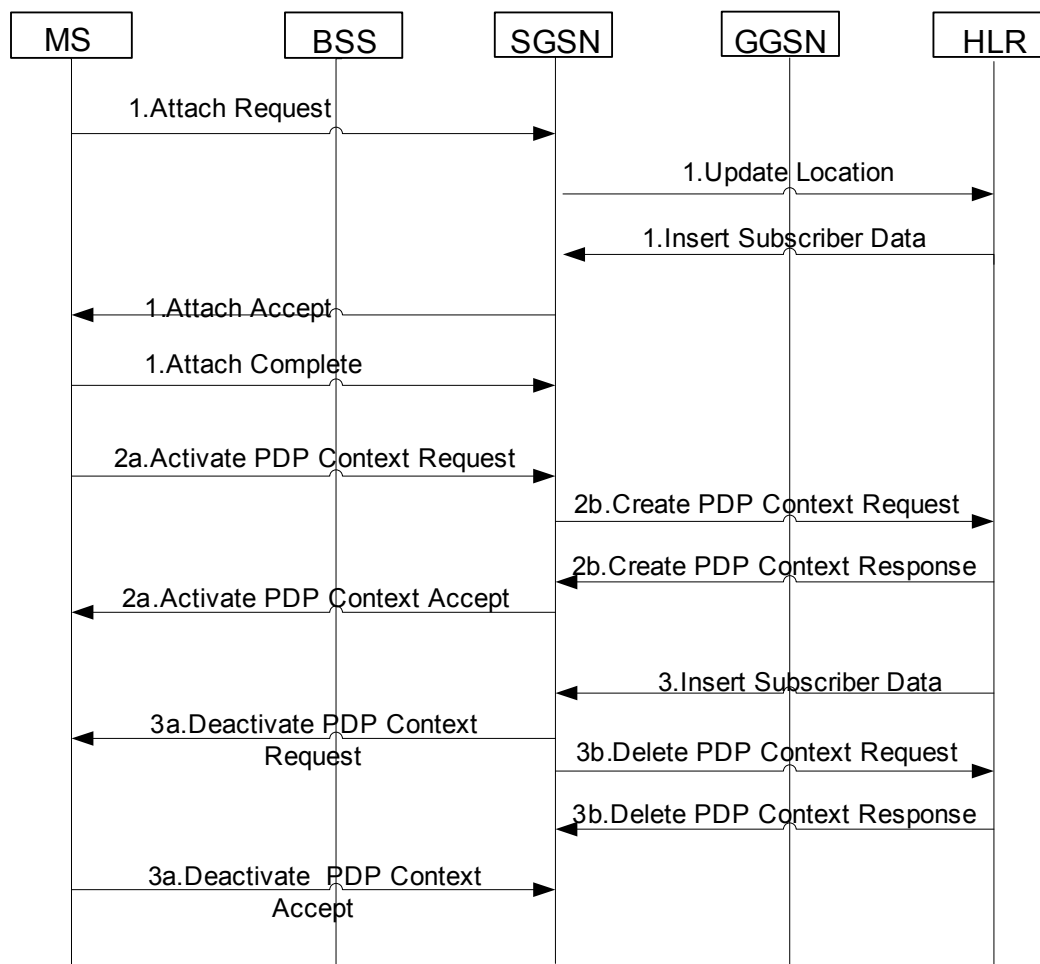 MS
BSS
SGSN
GGSN
HLR
1.Attach Request
1.Update Location
1.Insert Subscriber Data
1.Attach Accept
1.Attach Complete
2a.Activate PDP Context Request
2b.Create PDP Context Request
2b.Create PDP Context Response
2a.Activate PDP Context Accept
3.Insert Subscriber Data
3a.Deactivate PDP Context
Request
3b.Delete PDP Context Request
3b.Delete PDP Context Response
3a.Deactivate  PDP Context
Accept